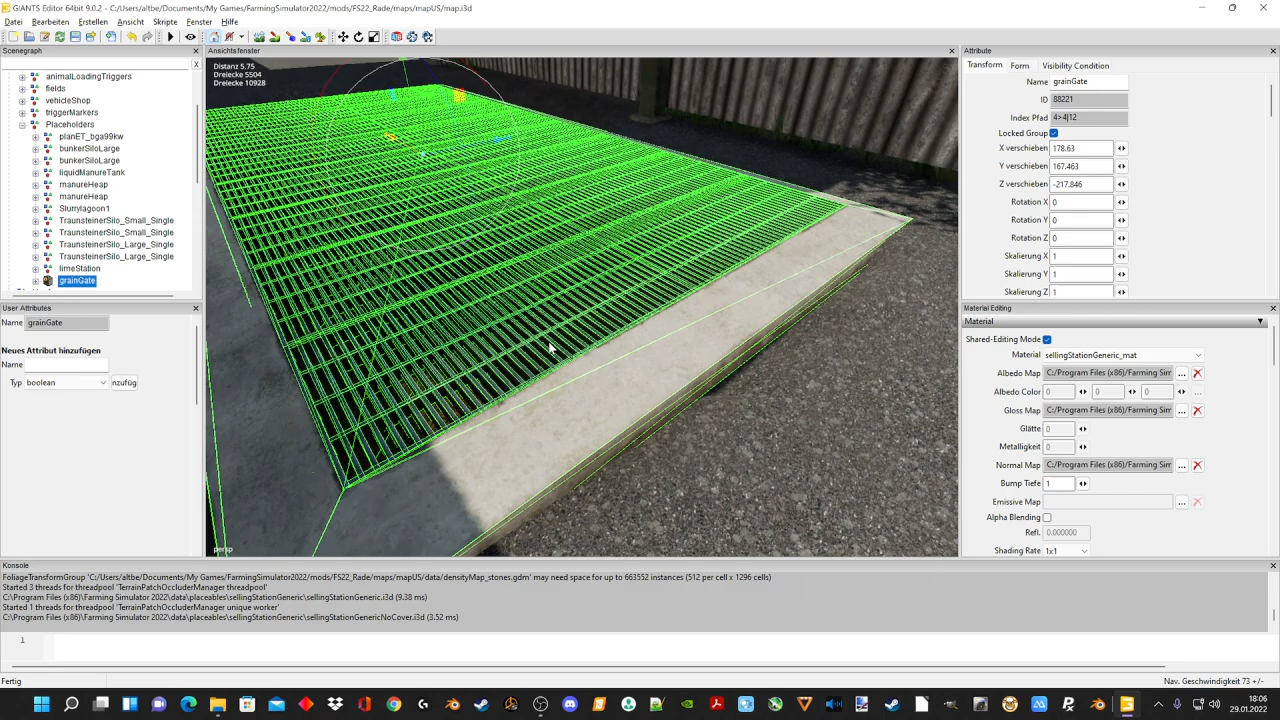 GIANTS Editor 64bit 9.0.2 - C:/Users/altbe/Documents/My Games/FarmingSimulator2022/mods/FS22_Rade/maps/mapUS/map.i3d
Datei Bearbeiten Erstellen Ansicht Skripte Fenster Hilfe
Scenegraph
animalLoadingTriggers
fields
vehicleShop
triggerMarkers
Placeholders
planET_bga99kw
bunkerSiloLarge
bunkerSiloLarge
liquidManureTank
manureHeap
manureHeap
Slurrylagoon1
TraunsteinerSilo_Small_Single
TraunsteinerSilo_Small_Single
TraunsteinerSilo_Large_Single
TraunsteinerSilo_Large_Single
limeStation
grainGate
User Attributes
Name grainGate
Neues Attribut hinzufügen
Name
Typ boolean nzufüg
Ansichtsfenster
Distanz 5.75
Dreiecke 5504
Dreiecke 10928
persp
Attribute
Transform Form Visibility Condition
Name grainGate
ID 88221
Index Pfad 4>4|12
Locked Group
X verschieben 178.63
Y verschieben 167.463
Z verschieben -217.846
Rotation X 0
Rotation Y 0
Rotation Z 0
Skalierung X 1
Skalierung Y 1
Skalierung Z 1
Material Editing
Material
Shared-Editing Mode
Material sellingStationGeneric_mat
Albedo Map C:/Program Files (x86)/Farming Sim ...
Albedo Color 0 0 0 ...
Gloss Map C:/Program Files (x86)/Farming Sim ...
Glätte 0
Metalligkeit 0
Normal Map C:/Program Files (x86)/Farming Sim ...
Bump Tiefe 1
Emissive Map ...
Alpha Blending
Refl. 0.000000
Shading Rate 1x1
Konsole
FoliageTransformGroup 'C:/Users/altbe/Documents/My Games/FarmingSimulator2022/mods/FS22_Rade/maps/mapUS/data/densityMap_stones.gdm' may need space for up to 663552 instances (512 per cell x 1296 cells)
Started 3 threads for threadpool 'TerrainPatchOccluderManager threadpool'
C:\Program Files (x86)\Farming Simulator 2022\data\placeables\sellingStationGeneric\sellingStationGeneric.i3d (9.38 ms)
Started 1 threads for threadpool 'TerrainPatchOccluderManager unique worker'
C:\Program Files (x86)\Farming Simulator 2022\data\placeables\sellingStationGeneric\sellingStationGenericNoCover.i3d (3.52 ms)
1
Fertig
Nav. Geschwindigkeit 73 +/-
18:06
29.01.2022